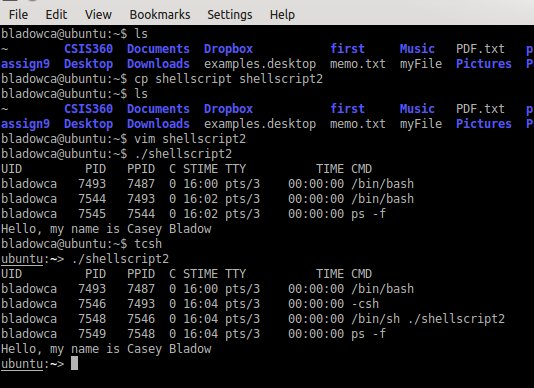 File Edit View Bookmarks Settings Help
bladowca@ubuntu:~$ ls
~ CSIS360 Documents Dropbox first Music PDF.txt p
assign9 Desktop Downloads examples.desktop memo.txt myFile Pictures P
bladowca@ubuntu:~$ cp shellscript shellscript2
bladowca@ubuntu:~$ ls
~ CSIS360 Documents Dropbox first Music PDF.txt p
assign9 Desktop Downloads examples.desktop memo.txt myFile Pictures P
bladowca@ubuntu:~$ vim shellscript2
bladowca@ubuntu:~$ ./shellscript2
UID PID PPID C STIME TTY TIME CMD
bladowca 7493 7487 0 16:00 pts/3 00:00:00 /bin/bash
bladowca 7544 7493 0 16:02 pts/3 00:00:00 /bin/bash
bladowca 7545 7544 0 16:02 pts/3 00:00:00 ps -f
Hello, my name is Casey Bladow
bladowca@ubuntu:~$ tcsh
ubuntu:~> ./shellscript2
UID PID PPID C STIME TTY TIME CMD
bladowca 7493 7487 0 16:00 pts/3 00:00:00 /bin/bash
bladowca 7546 7493 0 16:04 pts/3 00:00:00 -csh
bladowca 7548 7546 0 16:04 pts/3 00:00:00 /bin/sh ./shellscript2
bladowca 7549 7548 0 16:04 pts/3 00:00:00 ps -f
Hello, my name is Casey Bladow
ubuntu:~>